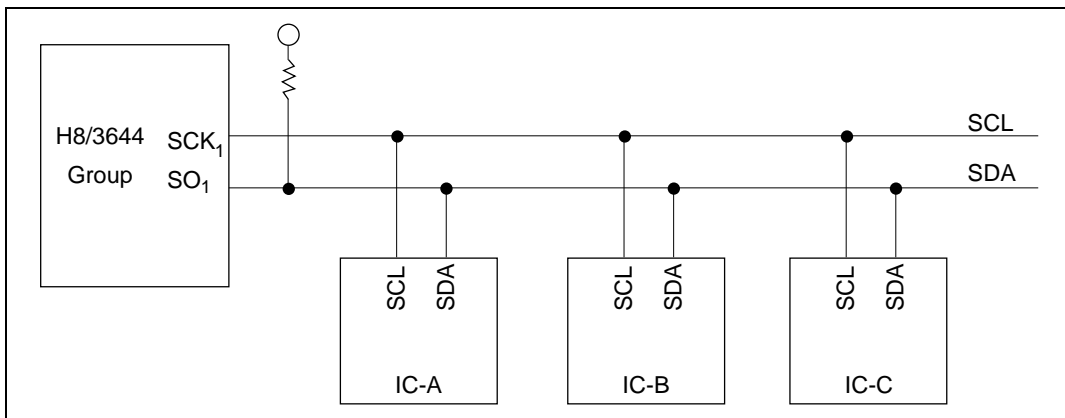 H8/3644
Group
SCK1
SO1
SCL
SDA
SCL
SDA
IC-A
SCL
SDA
IC-B
SCL
SDA
IC-C